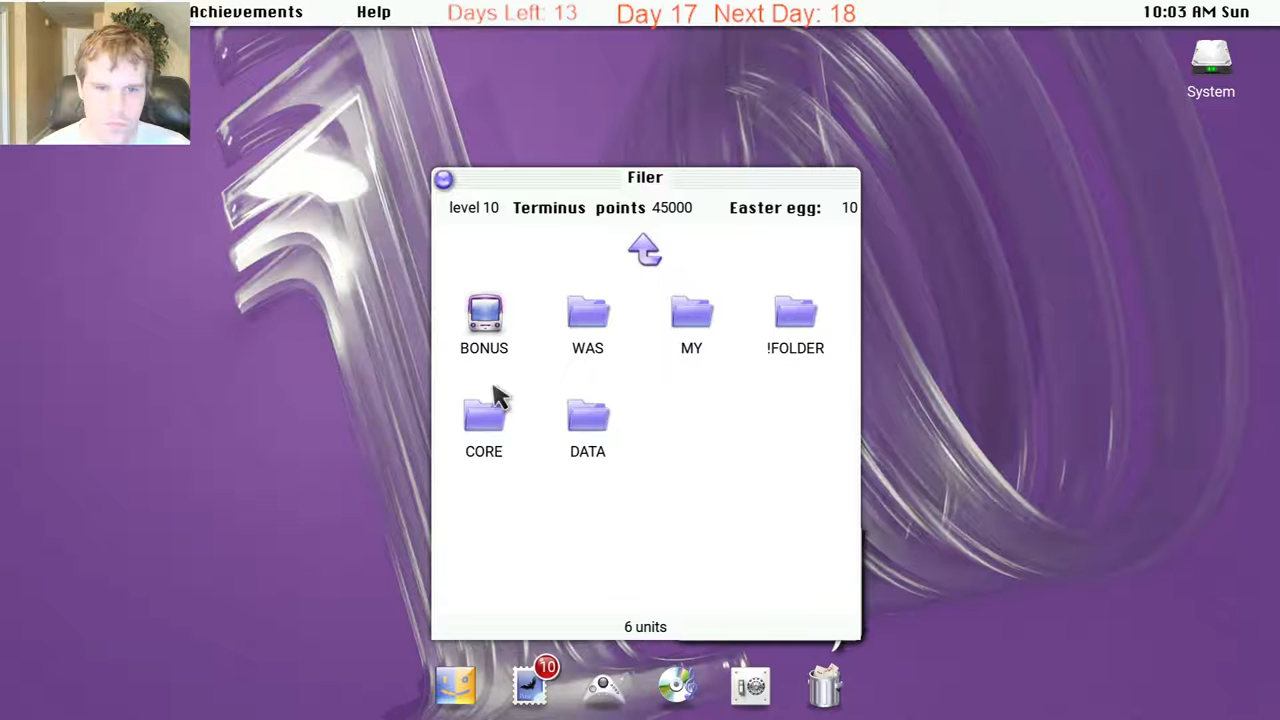 Achievements Help Days Left: 13 Day 17 Next Day: 18 10:03 AM Sun
System
Filer
level 10 Terminus points 45000 Easter egg: 10
BONUS WAS MY !FOLDER
CORE DATA
6 units
10